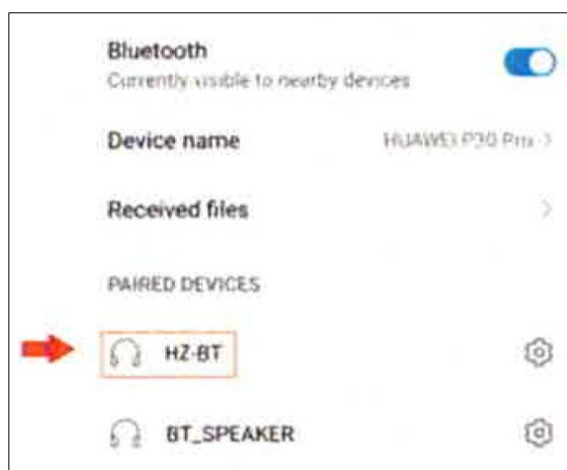 Bluetooth
Currently visible to nearby devices
Device name HUAWEI P30 Pro >
Received files >
PAIRED DEVICES
HZ-BT
BT_SPEAKER